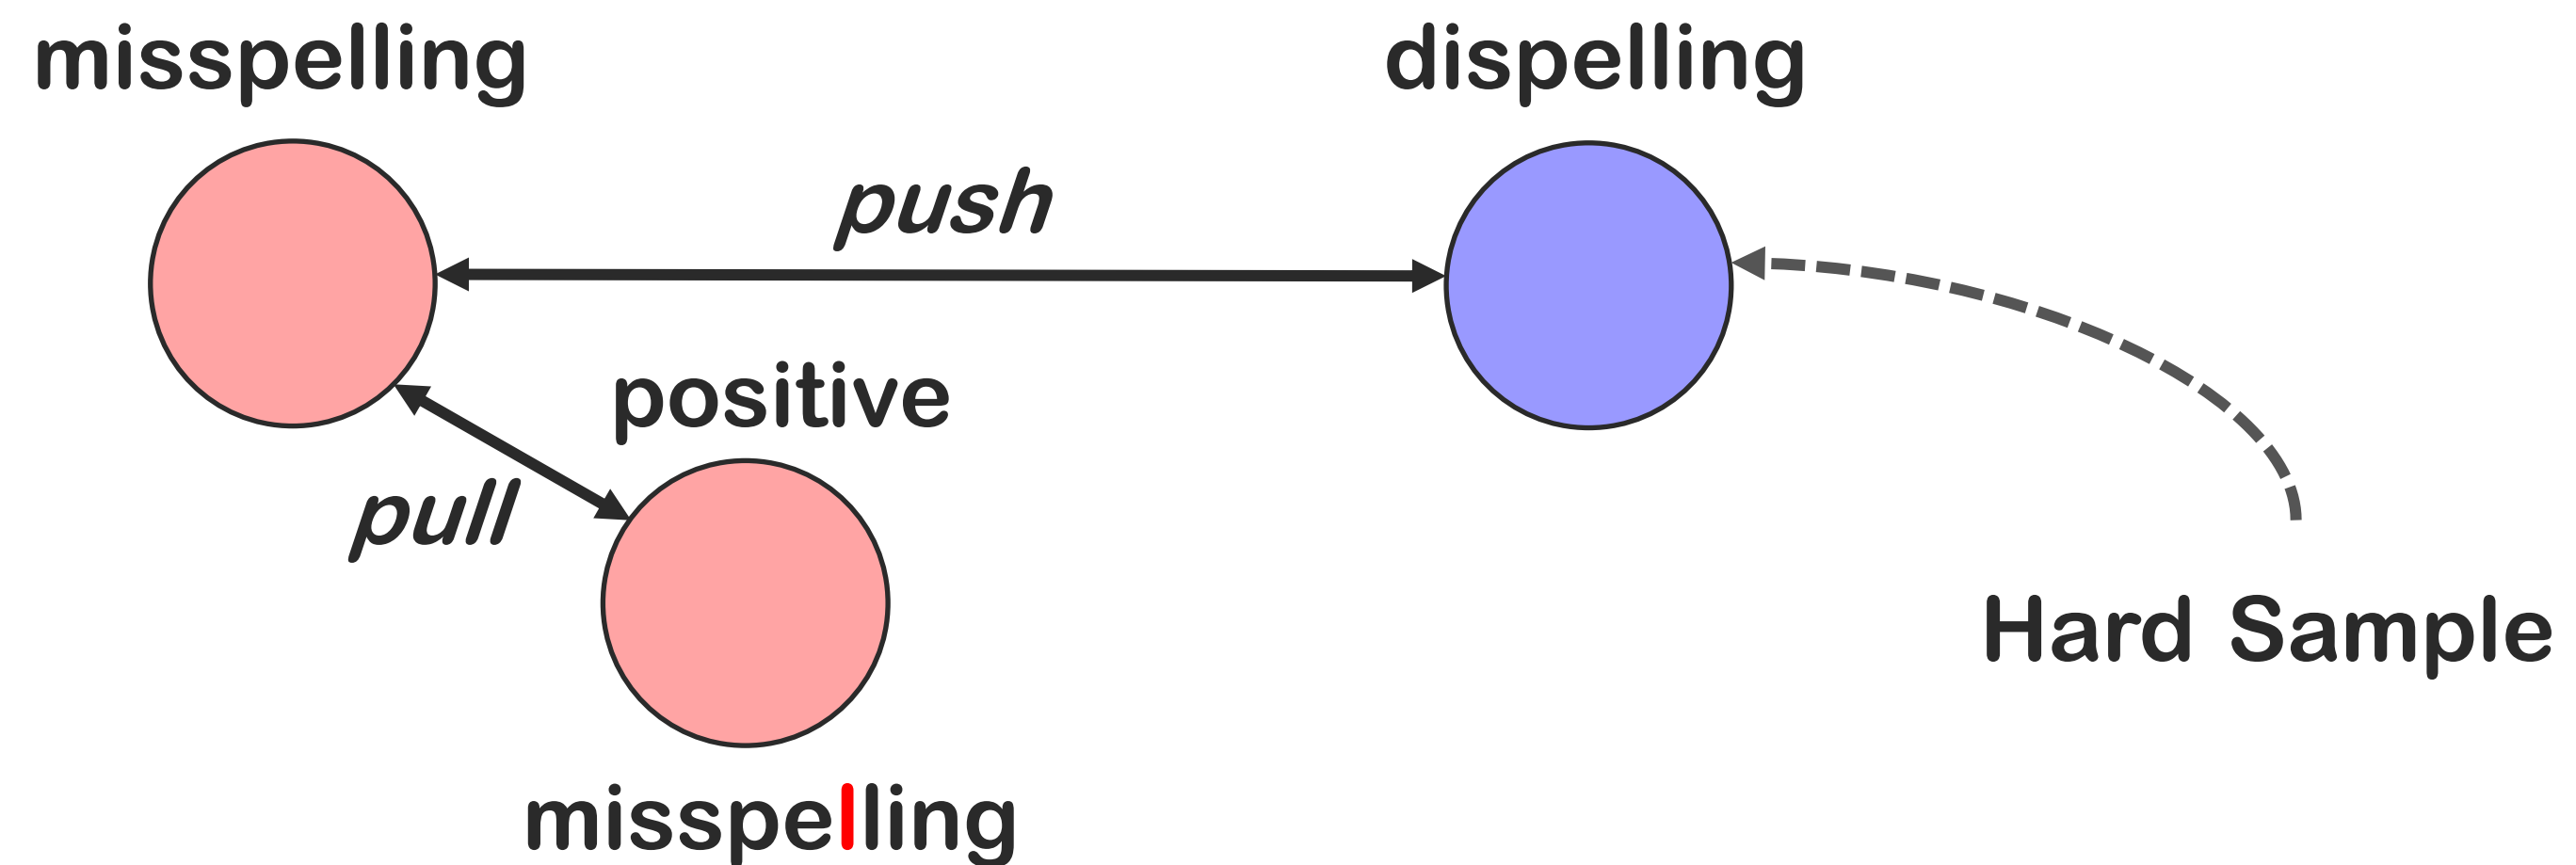 misspelling
dispelling
push
positive
pull
Hard Sample
misspelling